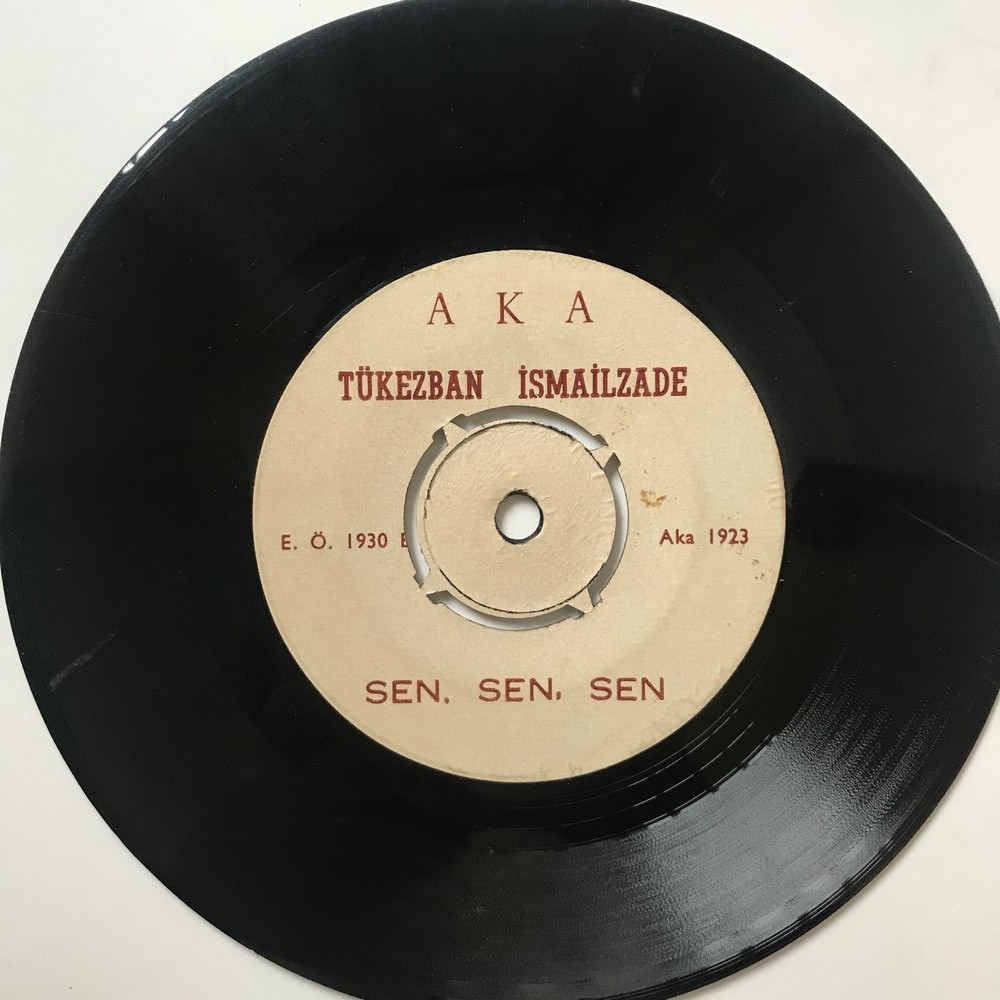 A K A
TÜKEZBAN İSMAİLZADE
E. Ö. 1930
Aka 1923
SEN, SEN, SEN